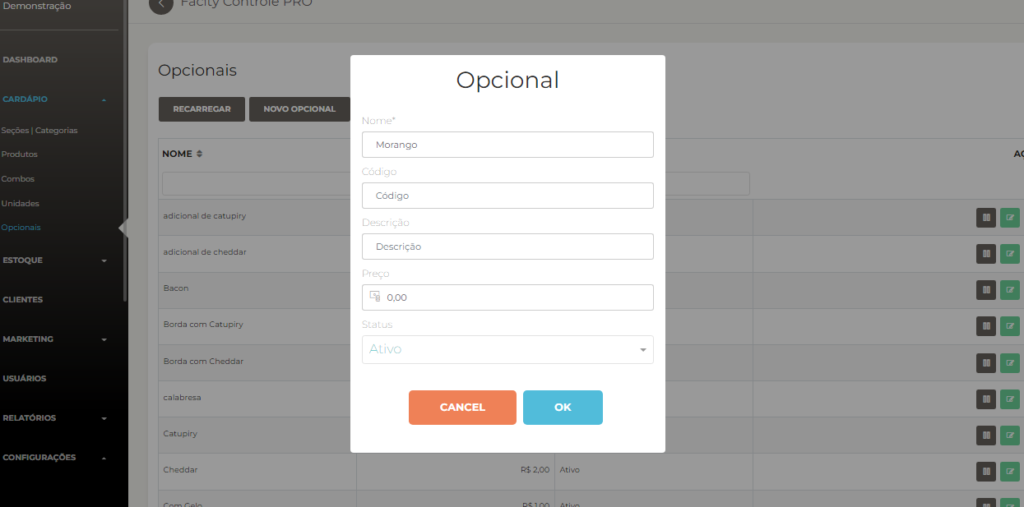 Demonstração
Facity Controle PRO
DASHBOARD
CARDÁPIO
Seções | Categorias
Produtos
Combos
Unidades
Opcionais
ESTOQUE
CLIENTES
MARKETING
USUÁRIOS
RELATÓRIOS
CONFIGURAÇÕES
Opcionais
RECARREGAR
NOVO OPCIONAL
NOME
adicional de catupiry
adicional de cheddar
Bacon
Borda com Catupiry
Borda com Cheddar
calabresa
Catupiry
Cheddar R$ 2,00 Ativo
Com Gelo R$ 1,00 Ativo
Opcional
Nome*
Morango
Código
Código
Descrição
Descrição
Preço
0,00
Status
Ativo
CANCEL
OK